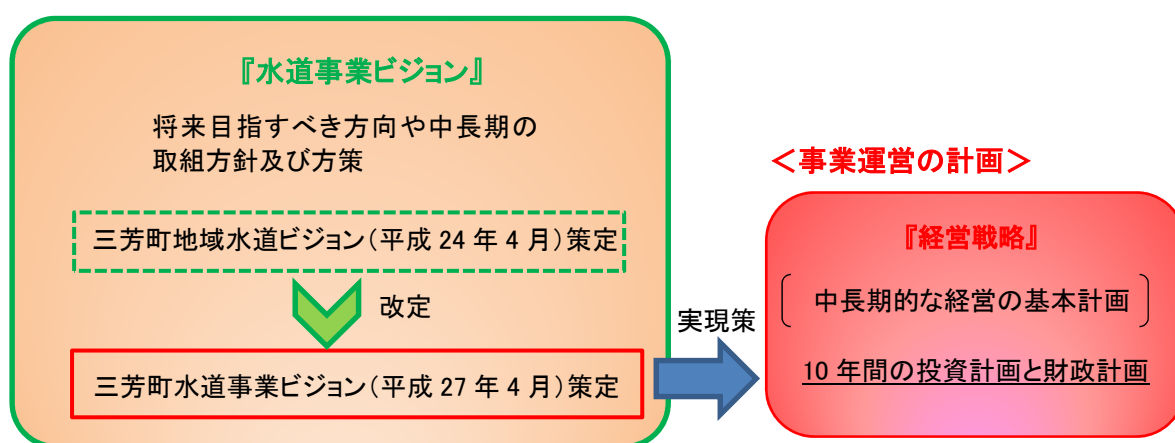 『水道事業ビジョン』
将来目指すべき方向や中長期の
取組方針及び方策
三芳町地域水道ビジョン（平成 24 年 4 月）策定
改定
三芳町水道事業ビジョン（平成 27 年 4 月）策定
実現策
＜事業運営の計画＞
『経営戦略』
中長期的な経営の基本計画
10 年間の投資計画と財政計画